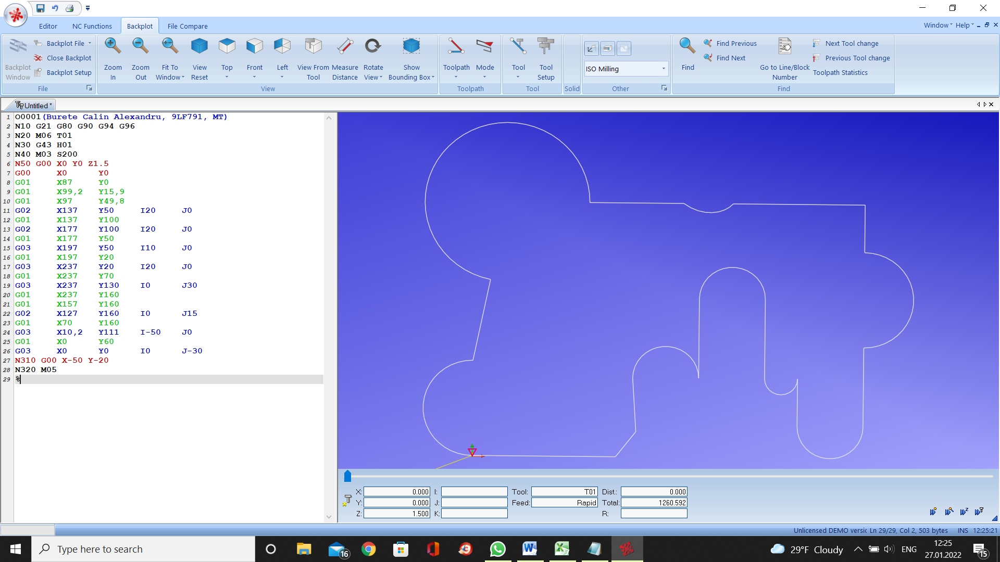 Editor NC Functions Backplot File Compare Window Help
Backplot Window
Backplot File
Close Backplot
Backplot Setup
File
Zoom In
Zoom Out
Fit To Window
View Reset
Top
Front
Left
View From Tool
Measure Distance
Rotate View
Show Bounding Box
View
Toolpath
Mode
Toolpath
Tool
Tool Setup
Tool
Solid
ISO Milling
Other
Find
Find Previous
Find Next
Go to Line/Block Number
Next Tool change
Previous Tool change
Toolpath Statistics
Find
Untitled *
1 O0001(Burete Calin Alexandru, 9LF791, MT)
2 N10 G21 G80 G90 G94 G96
3 N20 M06 T01
4 N30 G43 H01
5 N40 M03 S200
6 N50 G00 X0 Y0 Z1.5
7 G00 X0 Y0
8 G01 X87 Y0
9 G01 X99,2 Y15,9
10 G01 X97 Y49,8
11 G02 X137 Y50 I20 J0
12 G01 X137 Y100
13 G02 X177 Y100 I20 J0
14 G01 X177 Y50
15 G03 X197 Y50 I10 J0
16 G01 X197 Y20
17 G03 X237 Y20 I20 J0
18 G01 X237 Y70
19 G03 X237 Y130 I0 J30
20 G01 X237 Y160
21 G01 X157 Y160
22 G02 X127 Y160 I0 J15
23 G01 X70 Y160
24 G03 X10,2 Y111 I-50 J0
25 G01 X0 Y60
26 G03 X0 Y0 I0 J-30
27 N310 G00 X-50 Y-20
28 N320 M05
29 %
X: 0.000 I: Tool: T01 Dist.: 0.000
Y: 0.000 J: Feed: Rapid Total: 1260.592
Z: 1.500 K: R:
Unlicensed DEMO versic Ln 29/29, Col 2, 503 bytes INS 12:25:21
Type here to search
16
29°F Cloudy
ENG
12:25
27.01.2022
15